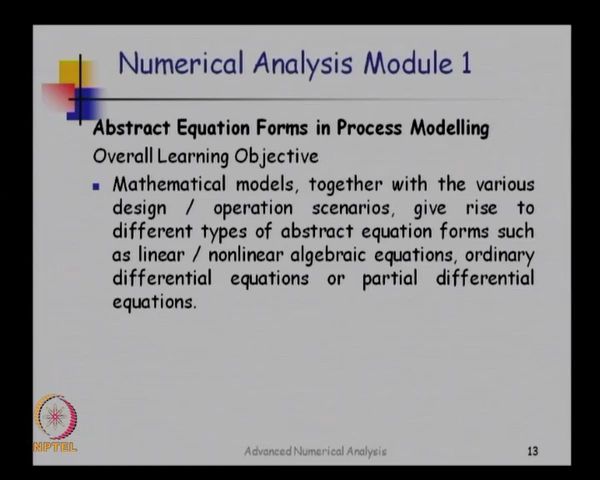 Numerical Analysis Module 1
Abstract Equation Forms in Process Modelling
Overall Learning Objective
Mathematical models, together with the various
design / operation scenarios, give rise to
different types of abstract equation forms such
as linear / nonlinear algebraic equations, ordinary
differential equations or partial differential
equations.
NPTEL
Advanced Numerical Analysis
13